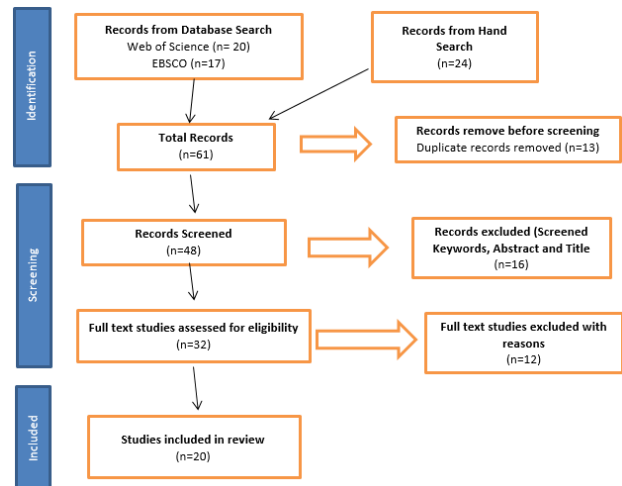 Identification
Records from Database Search
Web of Science (n= 20)
EBSCO (n=17)
Records from Hand
Search
(n=24)
Total Records
(n=61)
Records remove before screening
Duplicate records removed (n=13)
Screening
Records Screened
(n=48)
Records excluded (Screened
Keywords, Abstract and Title
(n=16)
Full text studies assessed for eligibility
(n=32)
Full text studies excluded with
reasons
(n=12)
Included
Studies included in review
(n=20)